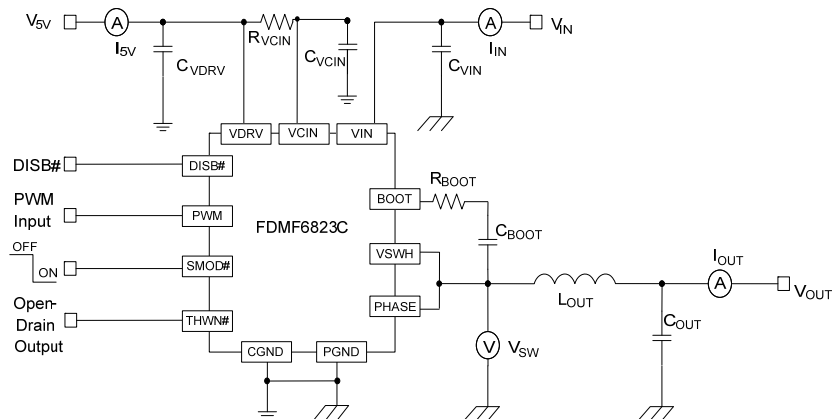 V5V
A
I5V
RVCIN
CVDRV
CVCIN
A
IIN
VIN
CVIN
VDRV
VCIN
VIN
DISB#
DISB#
PWM
Input
PWM
FDMF6823C
BOOT
RBOOT
CBOOT
OFF
ON
SMOD#
VSWH
Open-
Drain
Output
THWN#
PHASE
LOUT
IOUT
A
VOUT
COUT
V
VSW
CGND
PGND